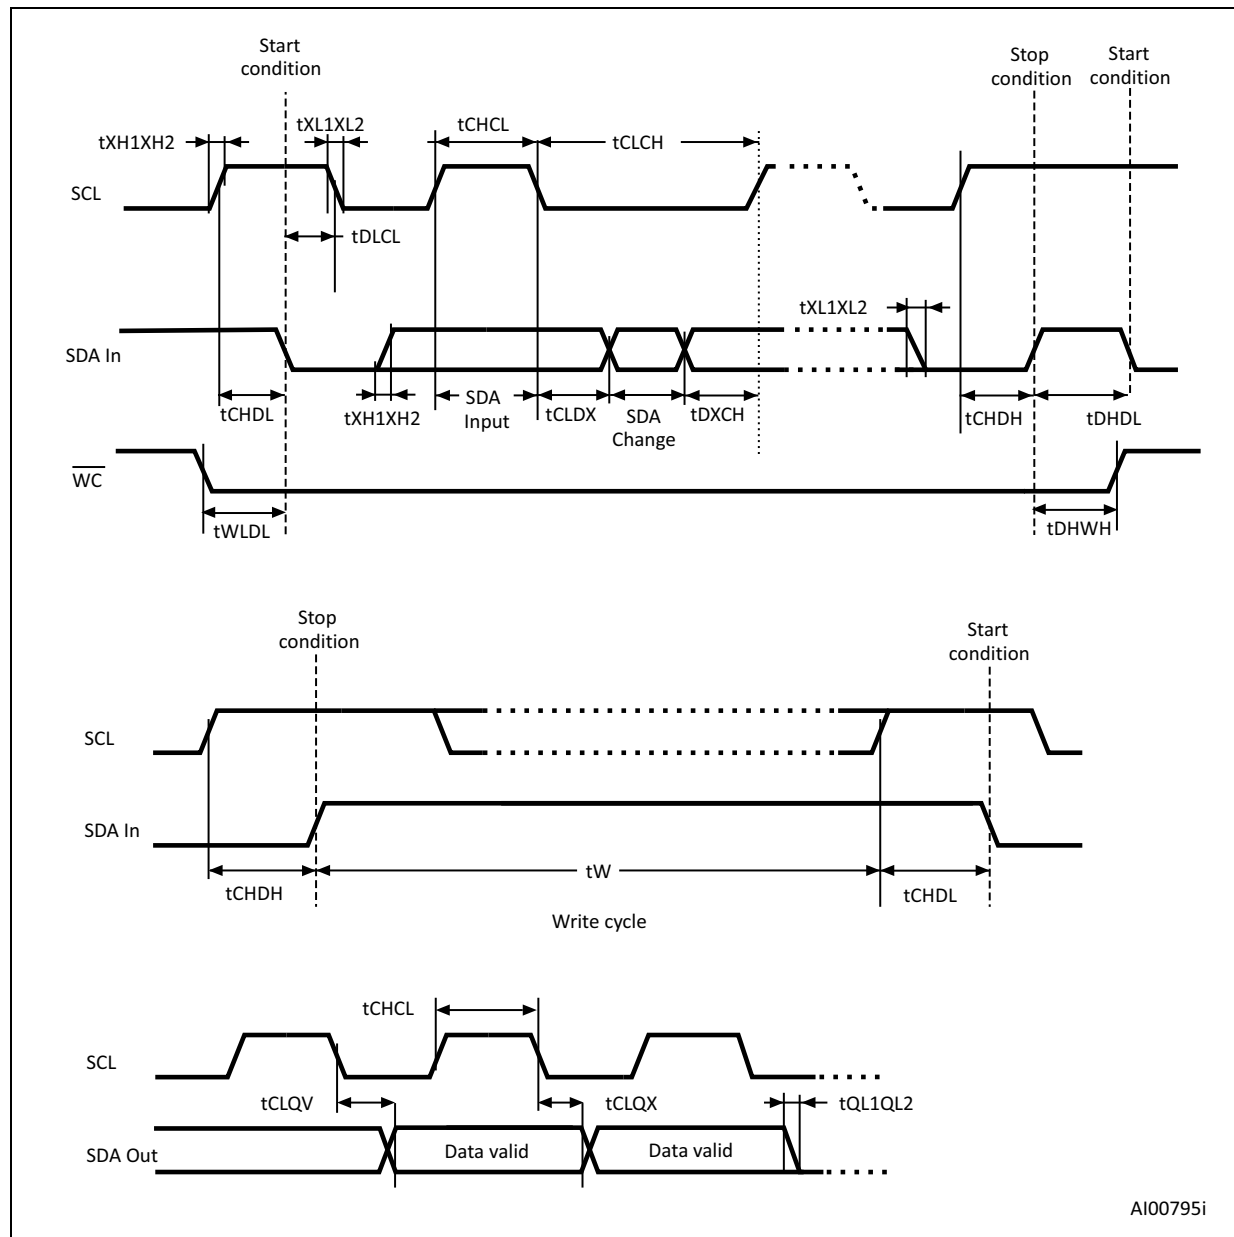 Start
condition
Stop
condition
Start
condition
tXH1XH2
tXL1XL2
tCHCL
tCLCH
SCL
tDLCL
tXL1XL2
SDA In
tCHDL
tXH1XH2
SDA
Input
tCLDX
SDA
Change
tDXCH
tCHDH
tDHDL
WC
tWLDL
tDHWH
Stop
condition
Start
condition
SCL
SDA In
tCHDH
tW
tCHDL
Write cycle
tCHCL
SCL
tCLQV
tCLQX
tQL1QL2
SDA Out
Data valid
Data valid
AI00795i